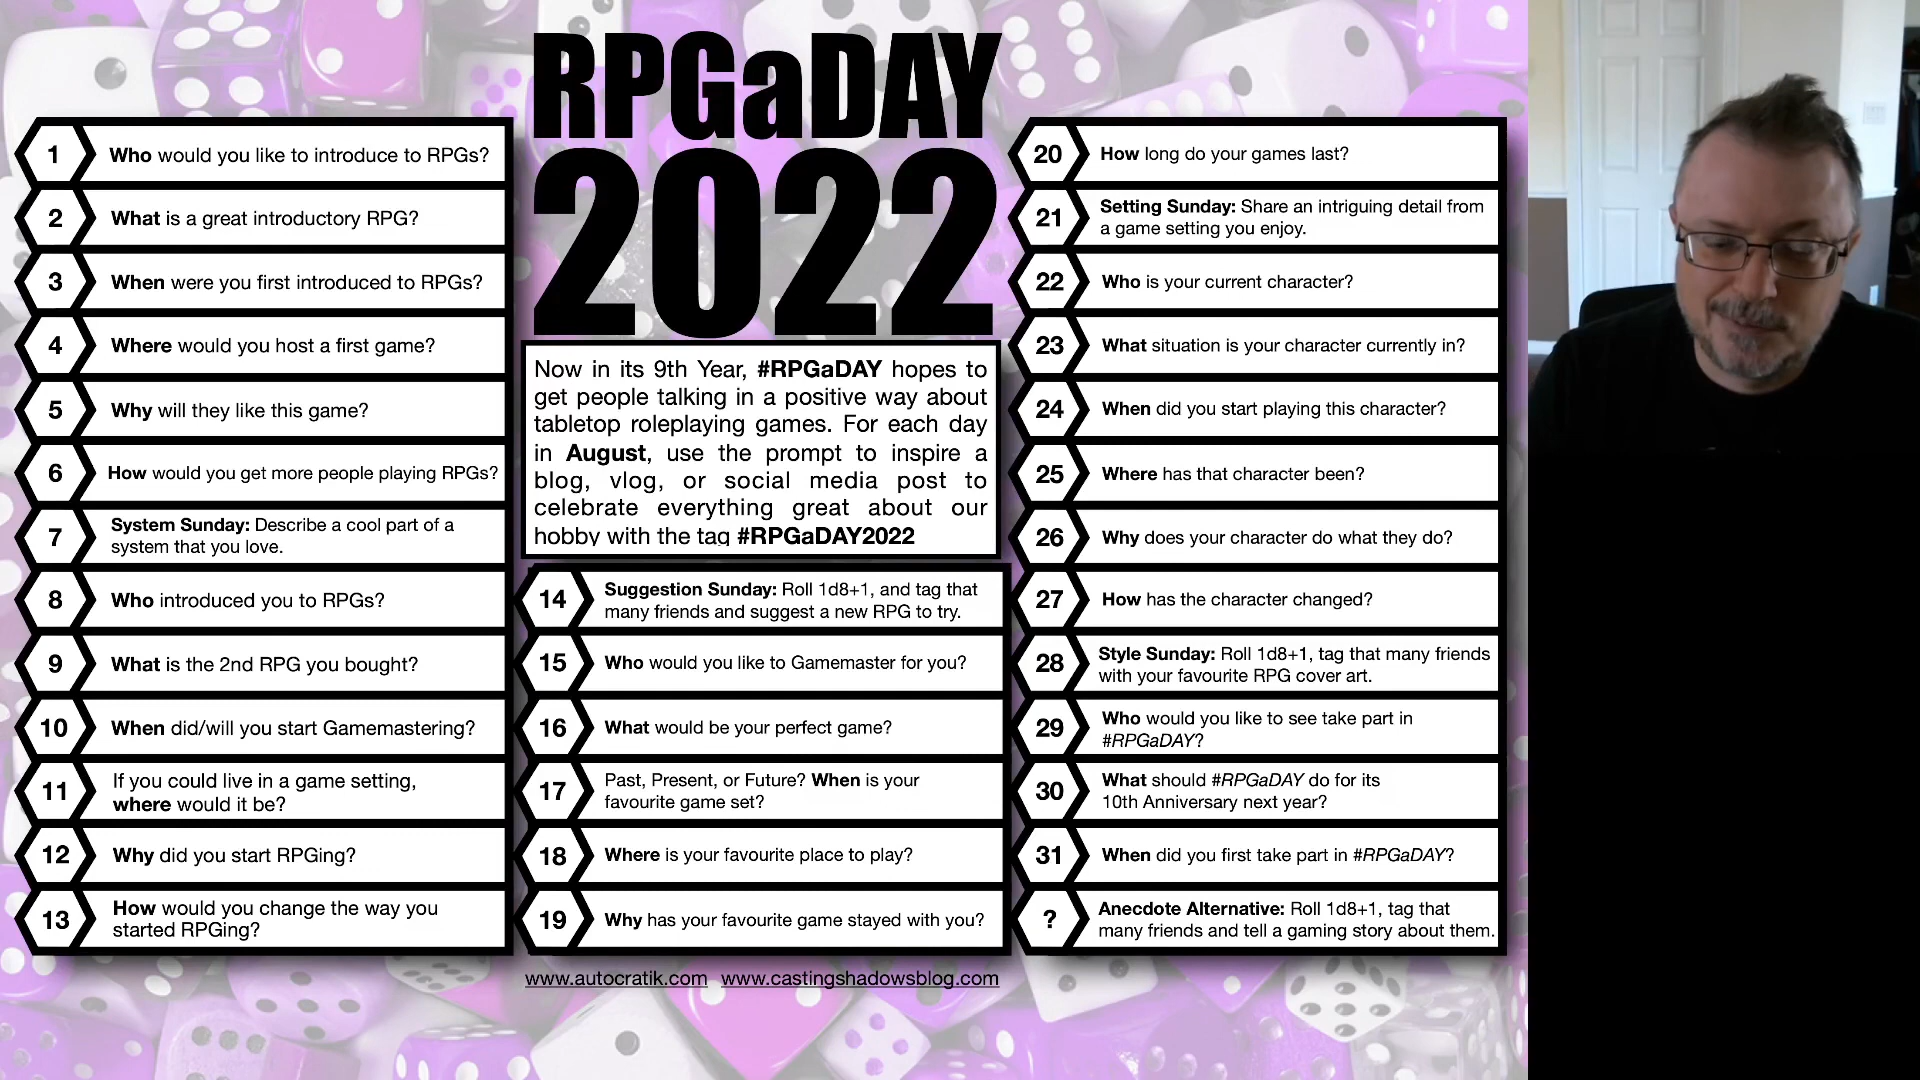 RPGaDAY
2022
1
Who would you like to introduce to RPGs?
2
What is a great introductory RPG?
3
When were you first introduced to RPGs?
4
Where would you host a first game?
5
Why will they like this game?
6
How would you get more people playing RPGs?
7
System Sunday: Describe a cool part of a
system that you love.
8
Who introduced you to RPGs?
9
What is the 2nd RPG you bought?
10
When did/will you start Gamemastering?
11
If you could live in a game setting,
where would it be?
12
Why did you start RPGing?
13
How would you change the way you
started RPGing?
Now in its 9th Year, #RPGaDAY hopes to
get people talking in a positive way about
tabletop roleplaying games. For each day
in August, use the prompt to inspire a
blog, vlog, or social media post to
celebrate everything great about our
hobby with the tag #RPGaDAY2022
14
Suggestion Sunday: Roll 1d8+1, and tag that
many friends and suggest a new RPG to try.
15
Who would you like to Gamemaster for you?
16
What would be your perfect game?
17
Past, Present, or Future? When is your
favourite game set?
18
Where is your favourite place to play?
19
Why has your favourite game stayed with you?
20
How long do your games last?
21
Setting Sunday: Share an intriguing detail from
a game setting you enjoy.
22
Who is your current character?
23
What situation is your character currently in?
24
When did you start playing this character?
25
Where has that character been?
26
Why does your character do what they do?
27
How has the character changed?
28
Style Sunday: Roll 1d8+1, tag that many friends
with your favourite RPG cover art.
29
Who would you like to see take part in
#RPGaDAY?
30
What should #RPGaDAY do for its
10th Anniversary next year?
31
When did you first take part in #RPGaDAY?
?
Anecdote Alternative: Roll 1d8+1, tag that
many friends and tell a gaming story about them.
www.autocratik.com www.castingshadowsblog.com